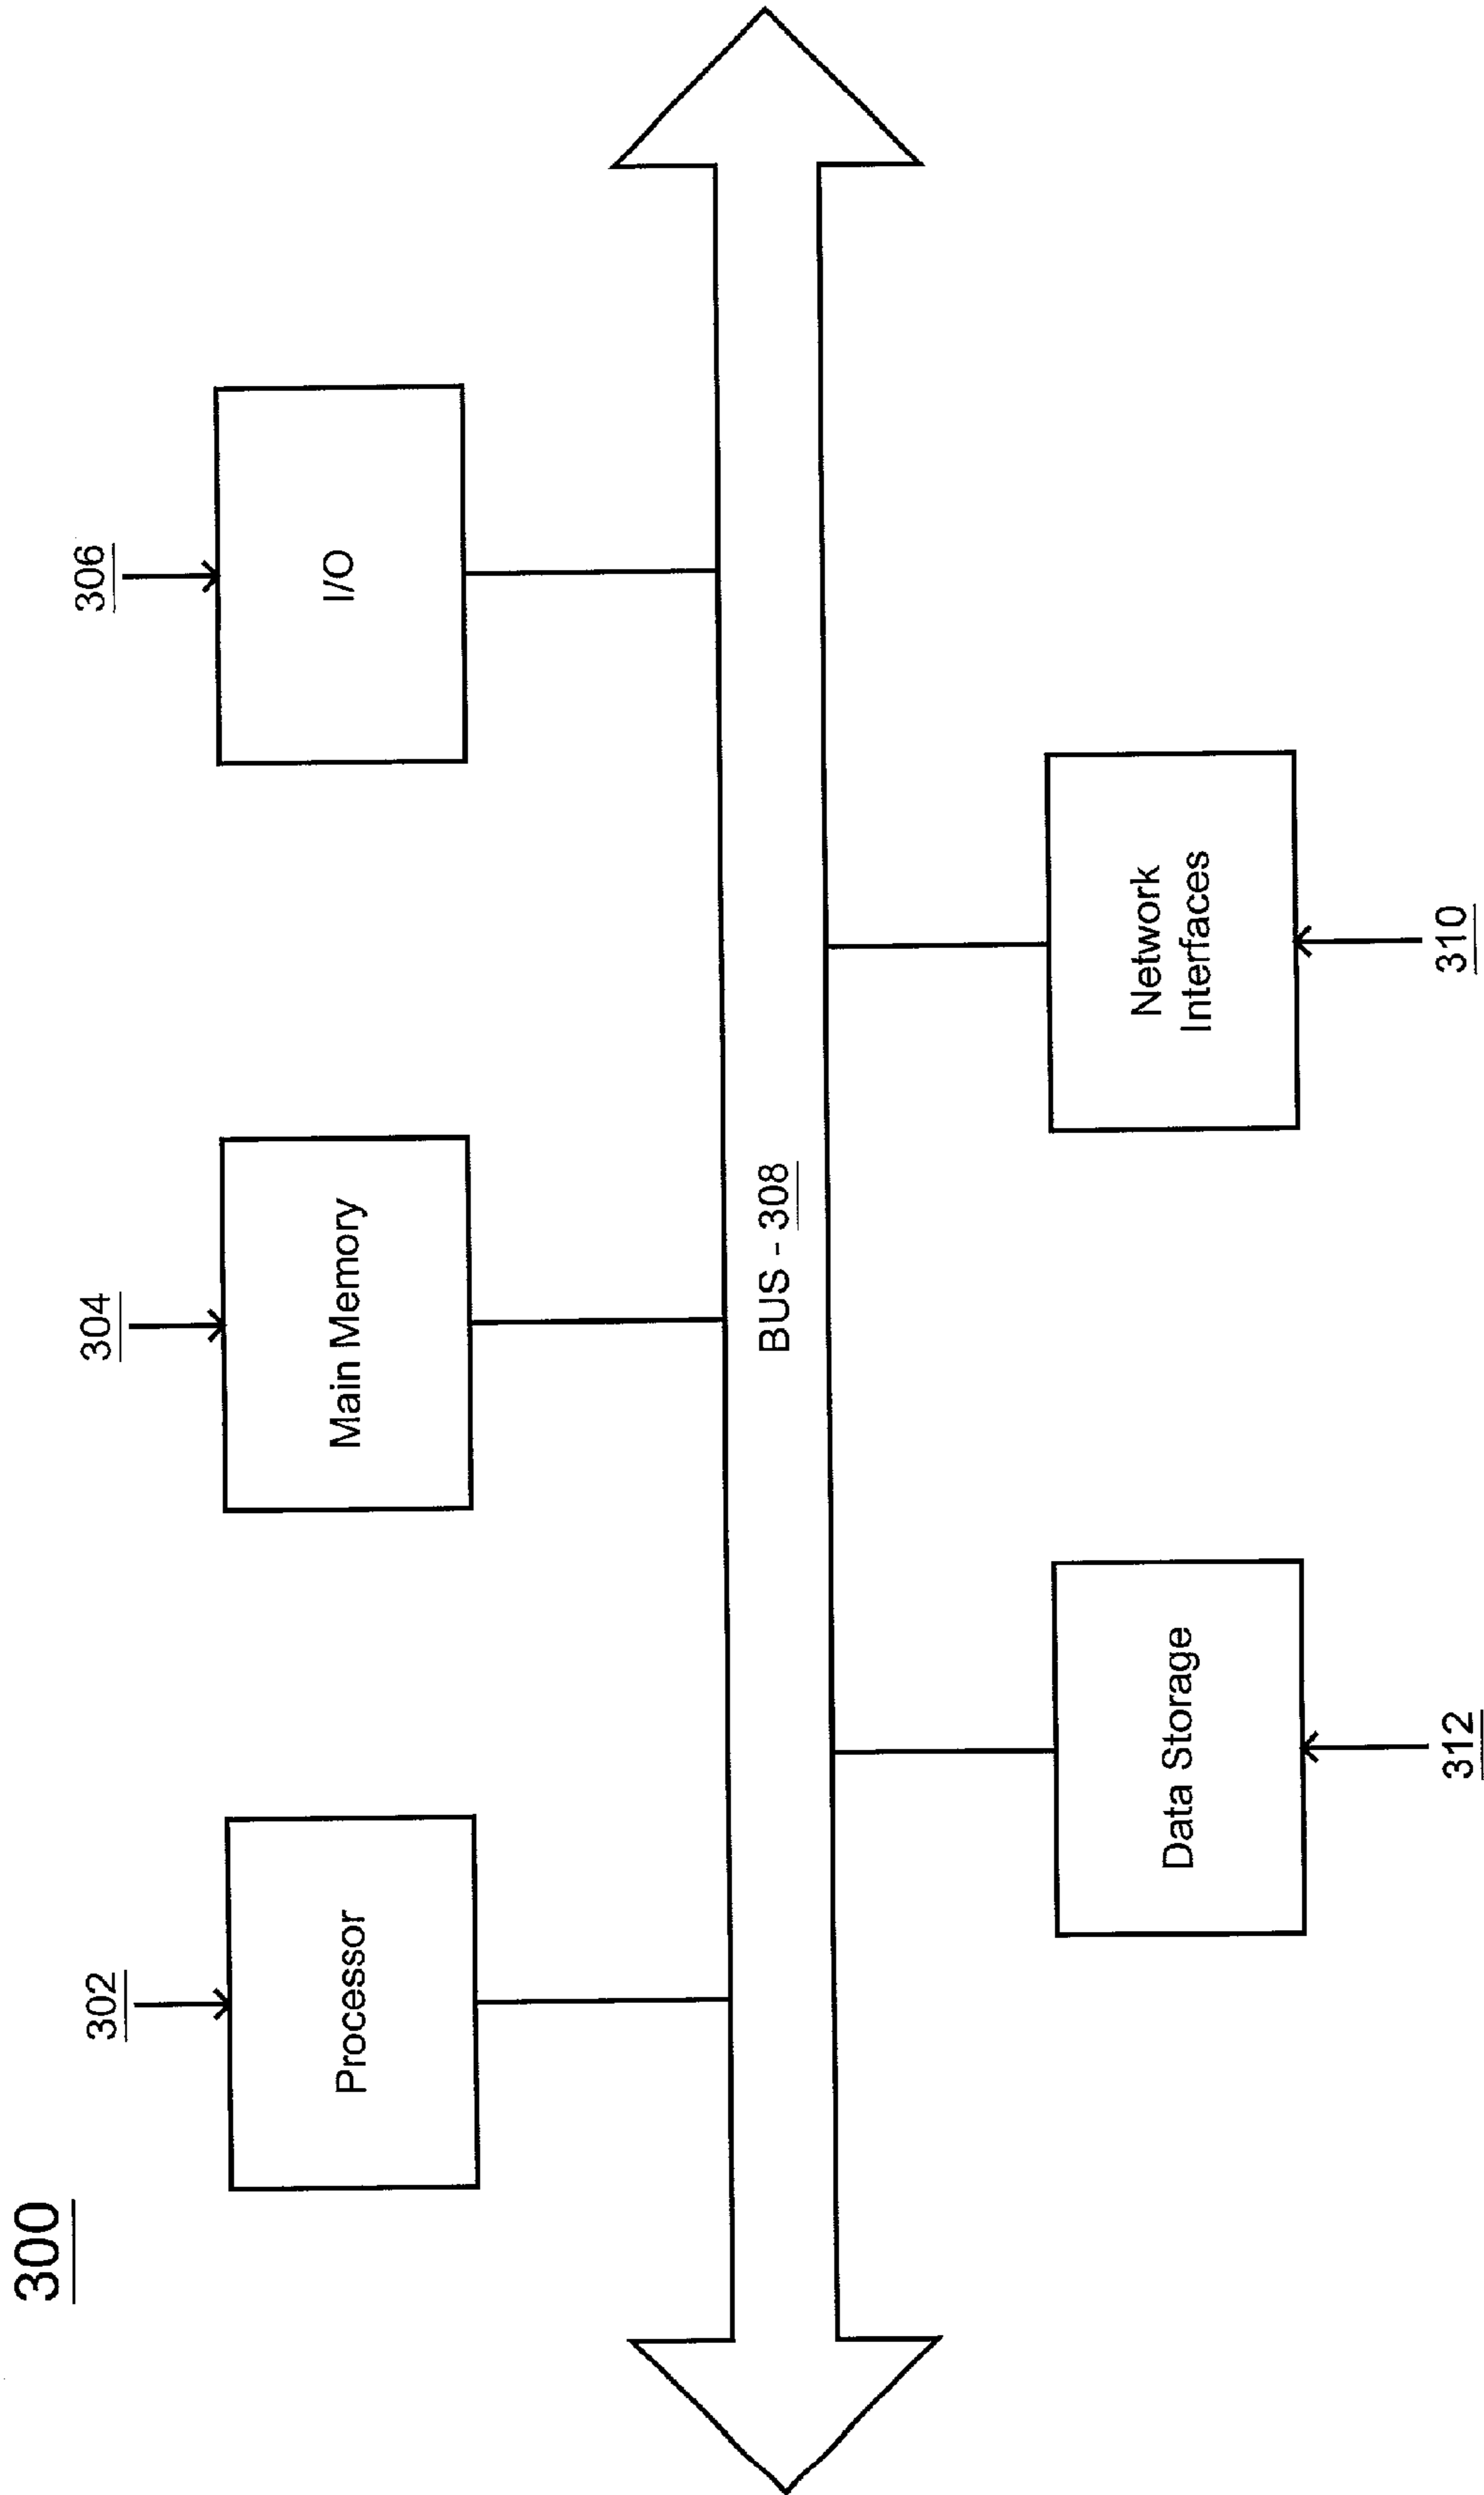 300
302
304
306
Processor
Main Memory
I/O
BUS - 308
Data Storage
Network
Interfaces
312
310